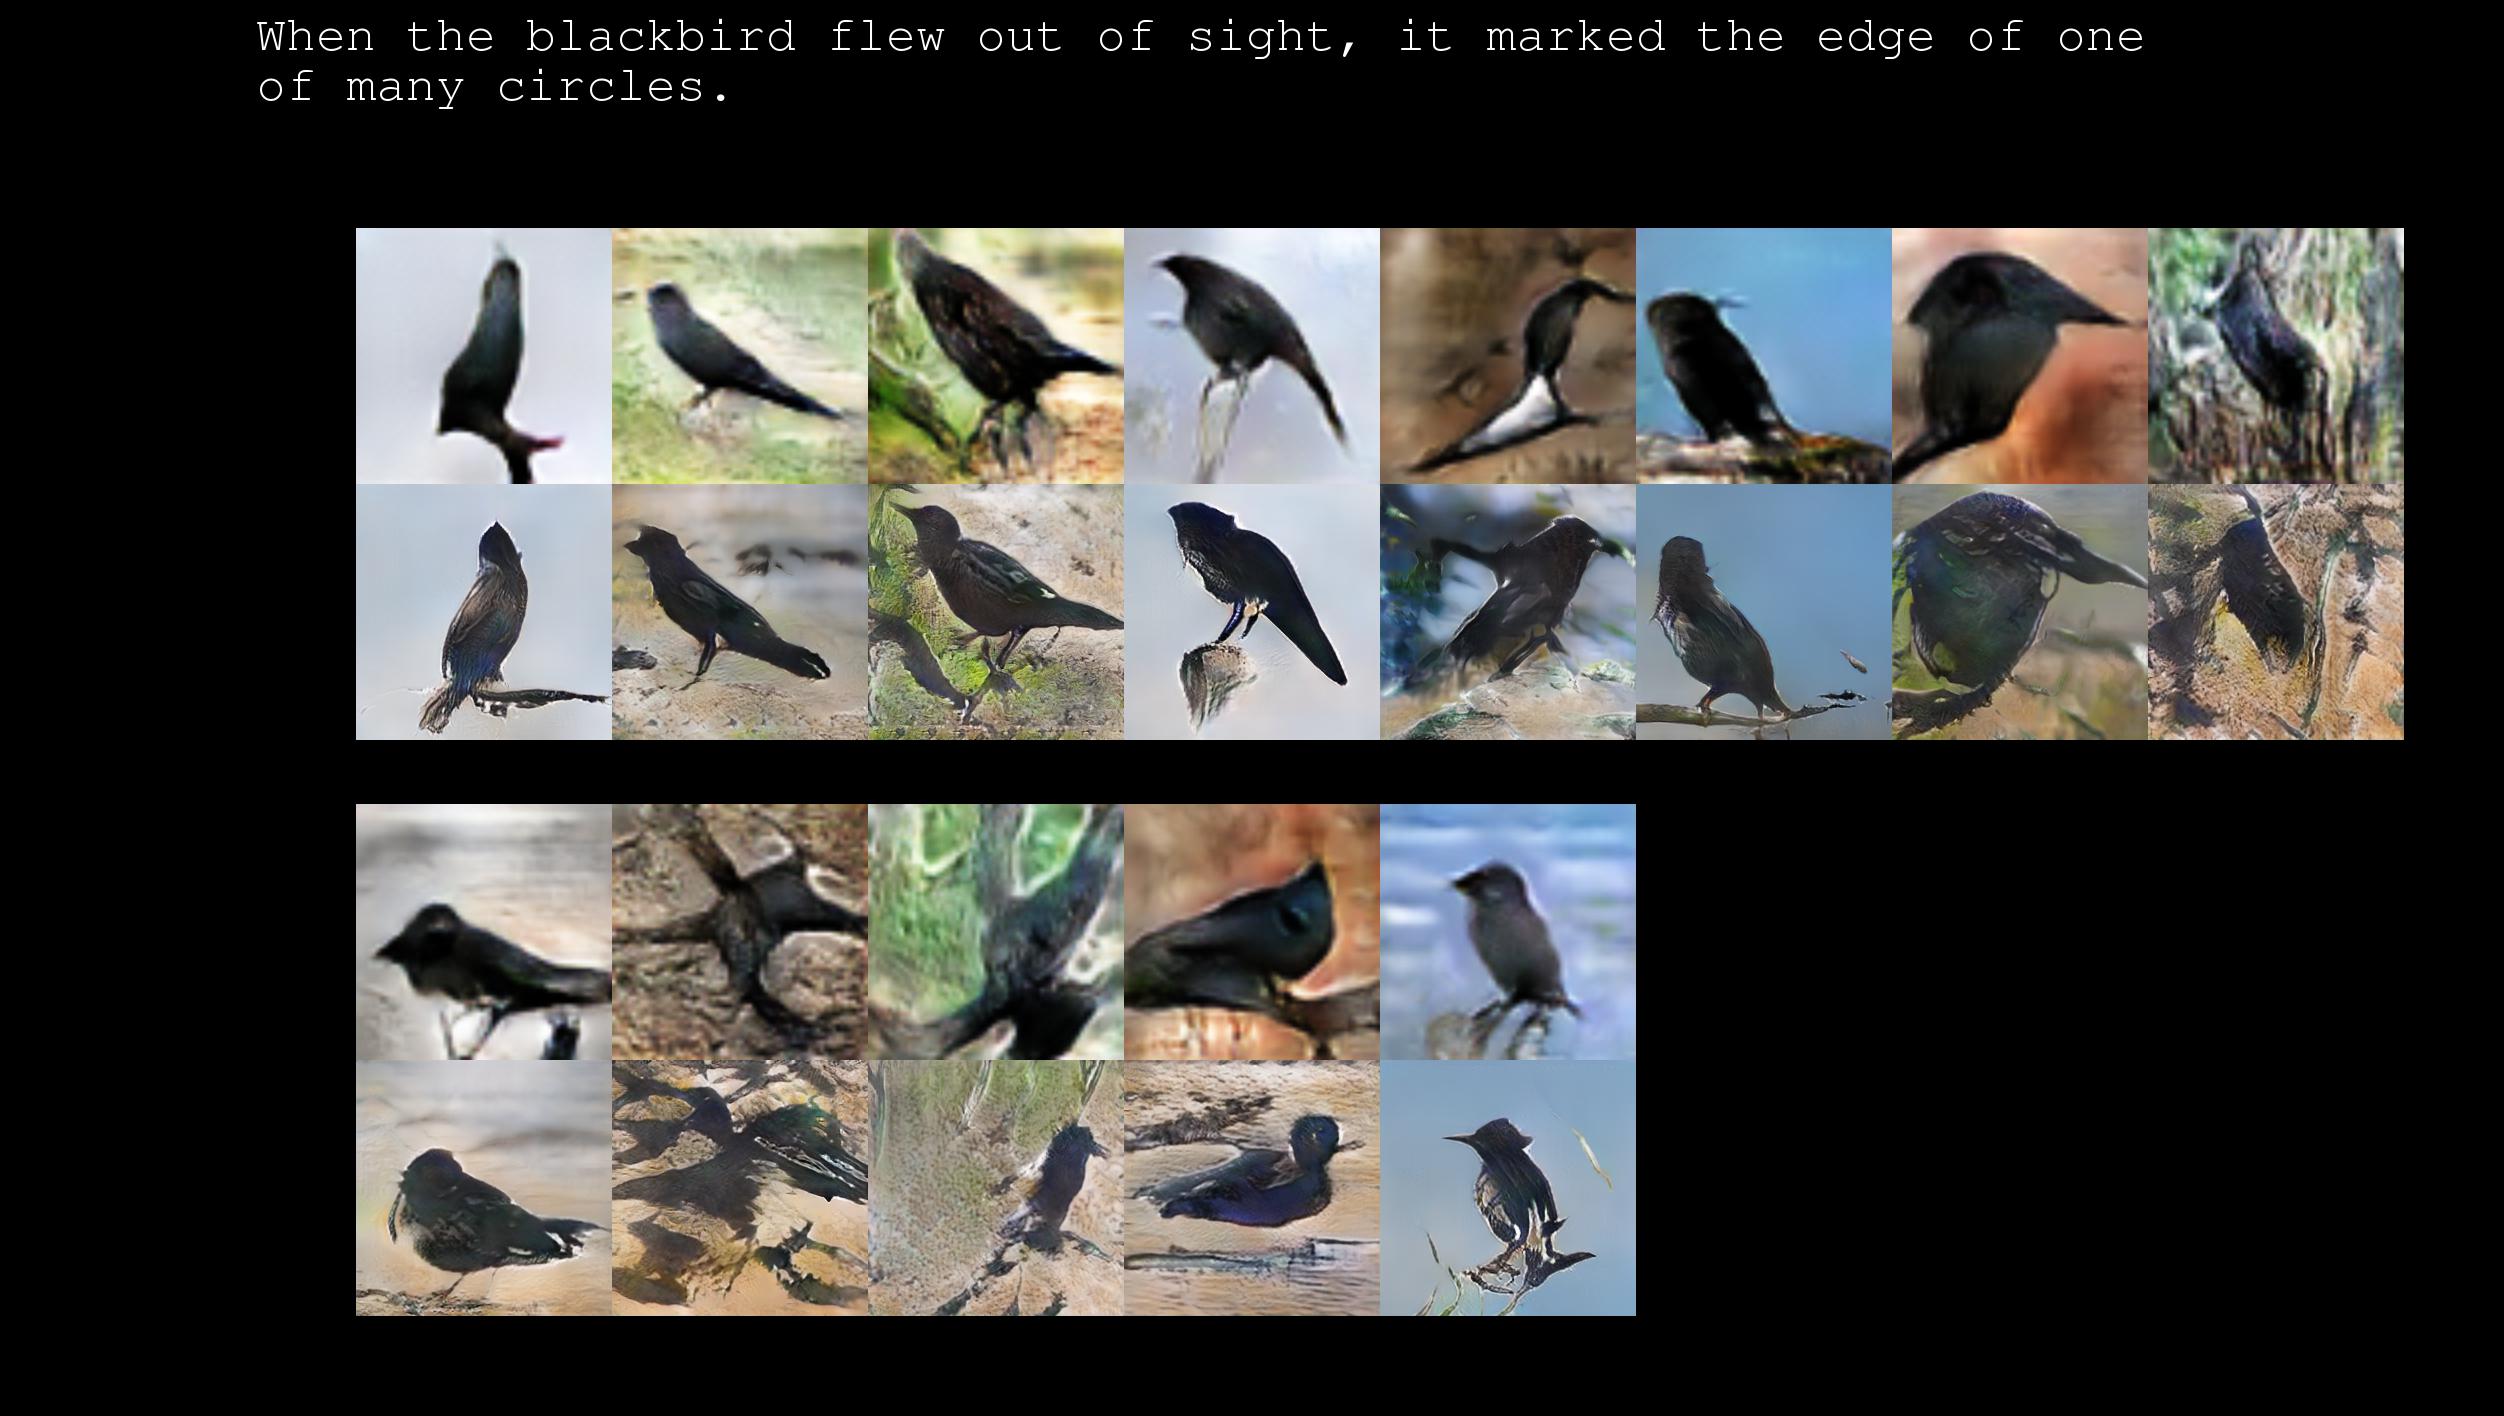 When the blackbird flew out of sight, it marked the edge of one
of many circles.